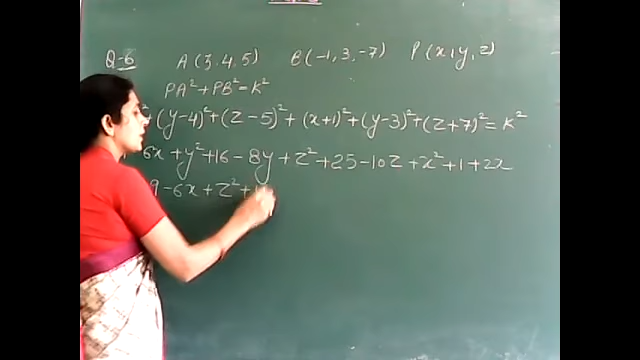 Q-6 A(3,4,5) B(-1,3,-7) P(x,y,z)
PA²+PB²=K²
²+(y-4)²+(z-5)²+(x+1)²+(y-3)²+(z+7)²=K²
6x+y²+16-8y+z²+25-10z+x²+1+2x
9-6x+z²+